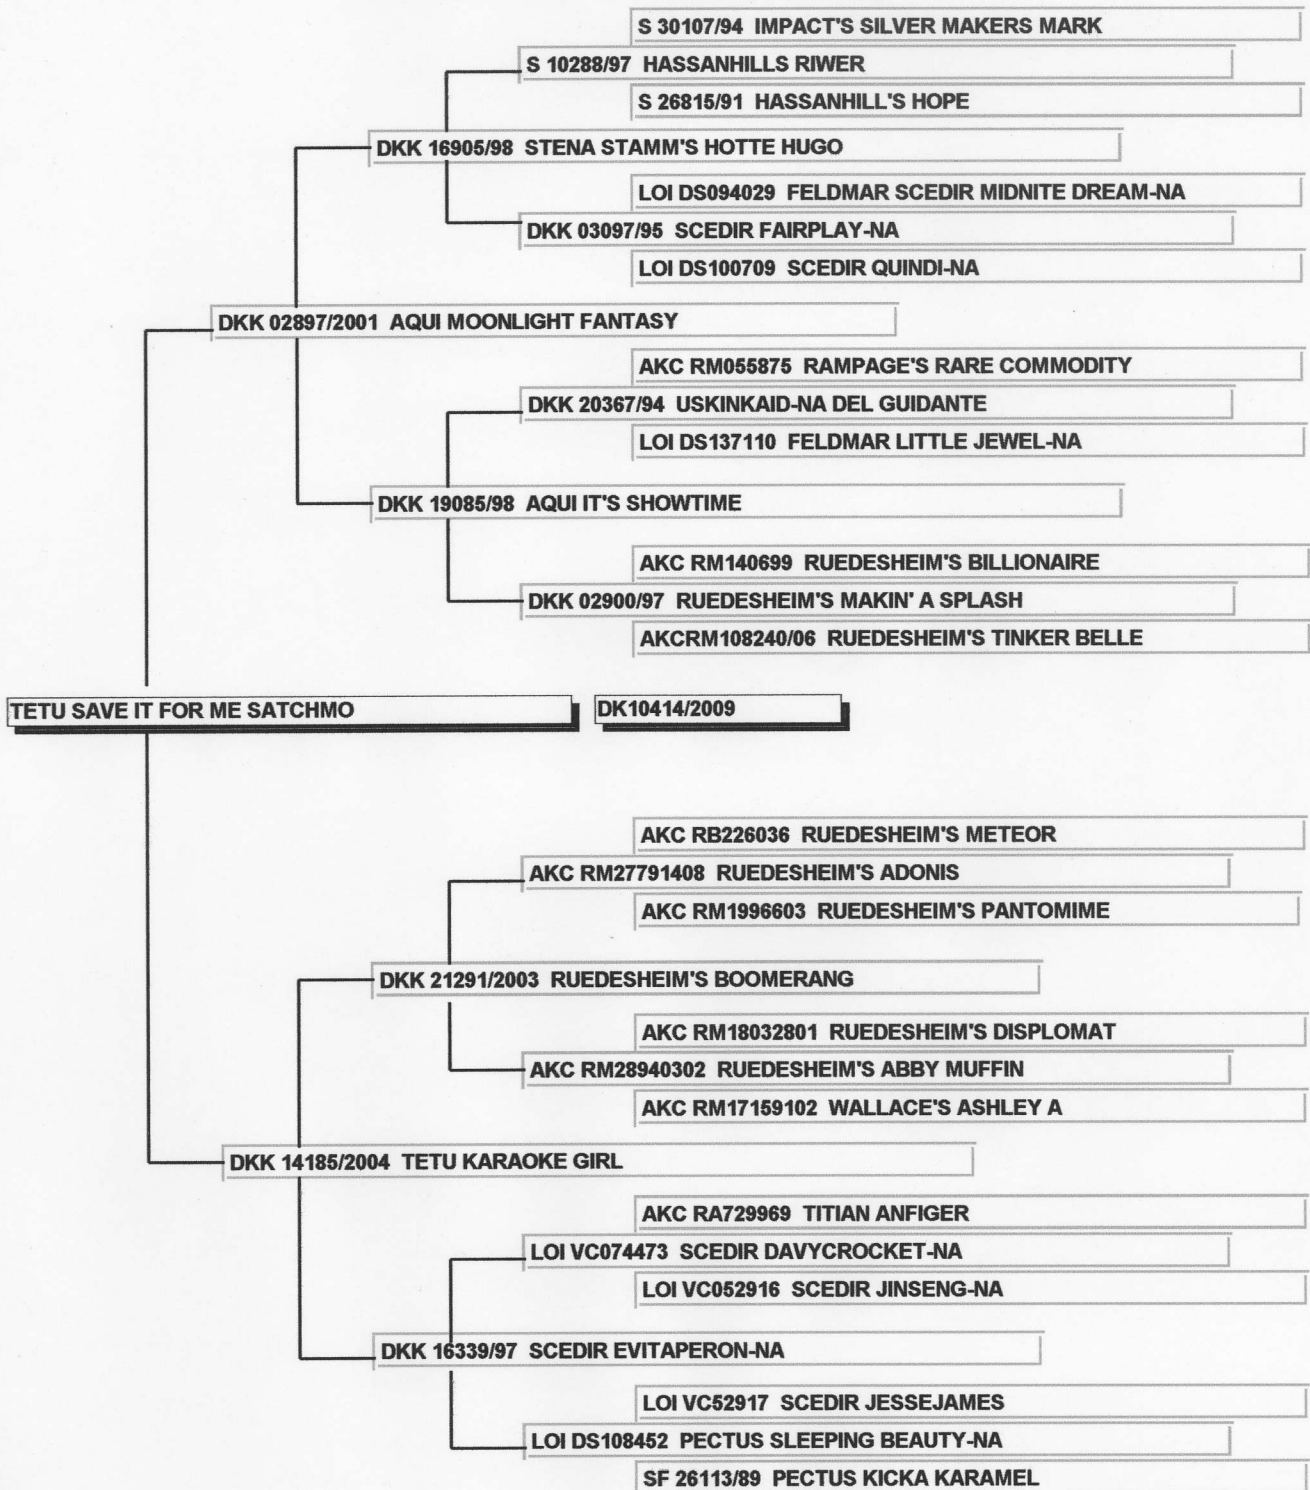 S 30107/94 IMPACT'S SILVER MAKERS MARK
S 10288/97 HASSANHILLS RIWER
S 26815/91 HASSANHILL'S HOPE
DKK 16905/98 STENA STAMM'S HOTTE HUGO
LOI DS094029 FELDMAR SCEDIR MIDNITE DREAM-NA
DKK 03097/95 SCEDIR FAIRPLAY-NA
LOI DS100709 SCEDIR QUINDI-NA
DKK 02897/2001 AQUI MOONLIGHT FANTASY
AKC RM055875 RAMPAGE'S RARE COMMODITY
DKK 20367/94 USKINKAID-NA DEL GUIDANTE
LOI DS137110 FELDMAR LITTLE JEWEL-NA
DKK 19085/98 AQUI IT'S SHOWTIME
AKC RM140699 RUEDESHEIM'S BILLIONAIRE
DKK 02900/97 RUEDESHEIM'S MAKIN' A SPLASH
AKCRM108240/06 RUEDESHEIM'S TINKER BELLE
TETU SAVE IT FOR ME SATCHMO DK10414/2009
AKC RB226036 RUEDESHEIM'S METEOR
AKC RM27791408 RUEDESHEIM'S ADONIS
AKC RM1996603 RUEDESHEIM'S PANTOMIME
DKK 21291/2003 RUEDESHEIM'S BOOMERANG
AKC RM18032801 RUEDESHEIM'S DISPLOMAT
AKC RM28940302 RUEDESHEIM'S ABBY MUFFIN
AKC RM17159102 WALLACE'S ASHLEY A
DKK 14185/2004 TETU KARAOKE GIRL
AKC RA729969 TITIAN ANFIGER
LOI VC074473 SCEDIR DAVYCROCKET-NA
LOI VC052916 SCEDIR JINSENG-NA
DKK 16339/97 SCEDIR EVITAPERON-NA
LOI VC52917 SCEDIR JESSEJAMES
LOI DS108452 PECTUS SLEEPING BEAUTY-NA
SF 26113/89 PECTUS KICKA KARAMEL